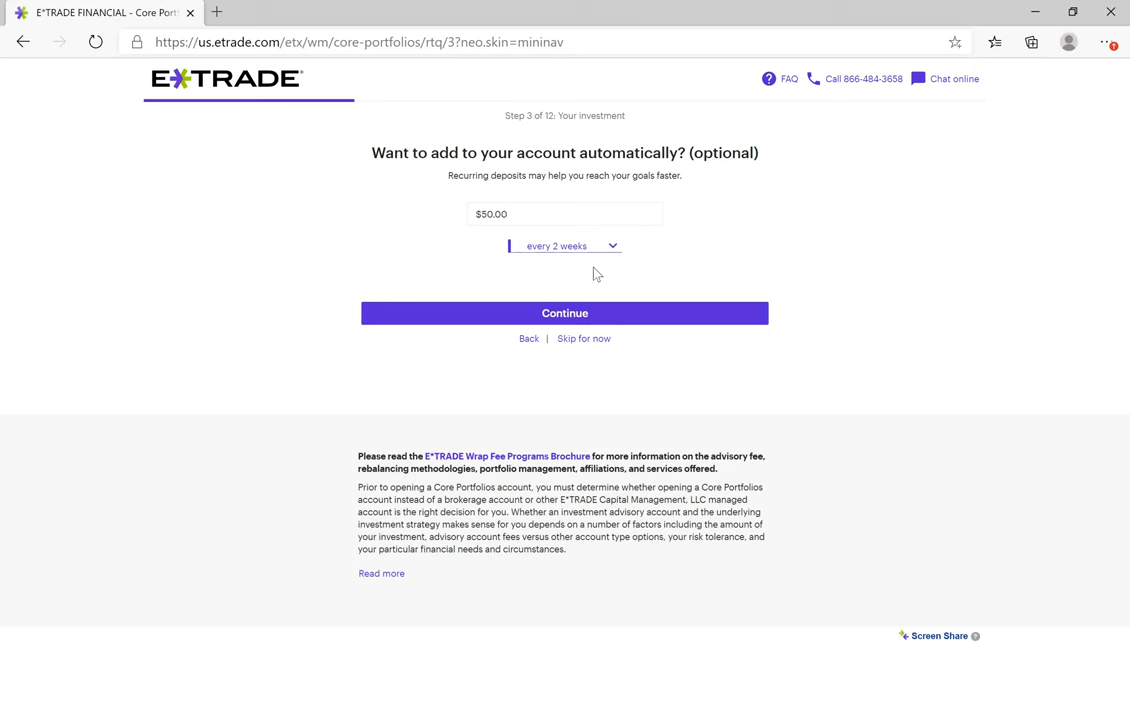 E*TRADE FINANCIAL - Core Port
https://us.etrade.com/etx/wm/core-portfolios/rtq/3?neo.skin=mininav
E*TRADE
FAQ
Call 866-484-3658
Chat online
Step 3 of 12: Your investment
Want to add to your account automatically? (optional)
Recurring deposits may help you reach your goals faster.
$50.00
every 2 weeks
Continue
Back | Skip for now
Please read the E*TRADE Wrap Fee Programs Brochure for more information on the advisory fee,
rebalancing methodologies, portfolio management, affiliations, and services offered.
Prior to opening a Core Portfolios account, you must determine whether opening a Core Portfolios
account instead of a brokerage account or other E*TRADE Capital Management, LLC managed
account is the right decision for you. Whether an investment advisory account and the underlying
investment strategy makes sense for you depends on a number of factors including the amount of
your investment, advisory account fees versus other account type options, your risk tolerance, and
your particular financial needs and circumstances.
Read more
Screen Share ?